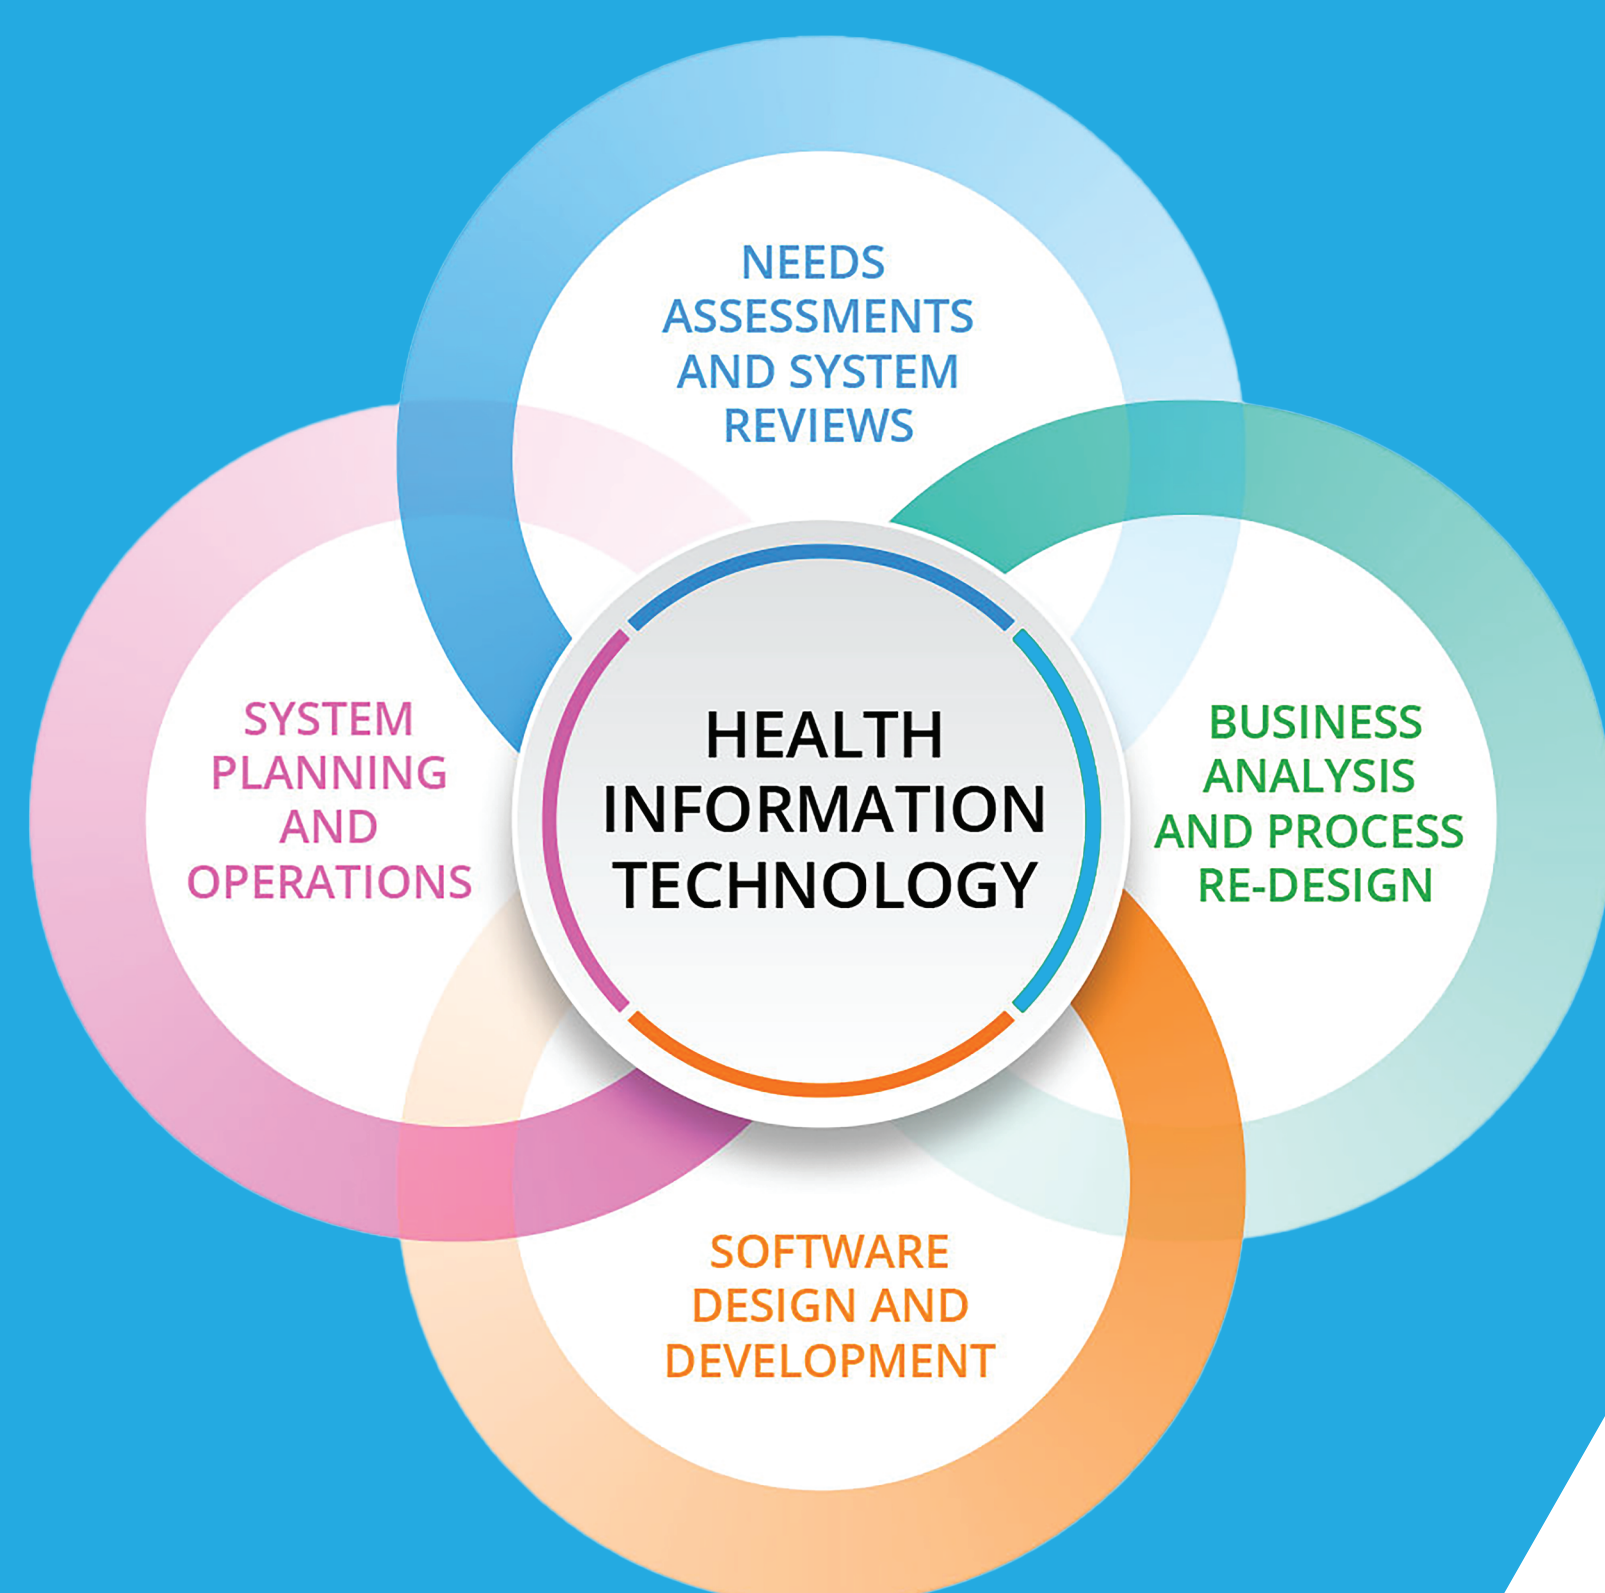 NEEDS
ASSESSMENTS
AND SYSTEM
REVIEWS
SYSTEM
PLANNING
AND
OPERATIONS
HEALTH
INFORMATION
TECHNOLOGY
BUSINESS
ANALYSIS
AND PROCESS
RE-DESIGN
SOFTWARE
DESIGN AND
DEVELOPMENT